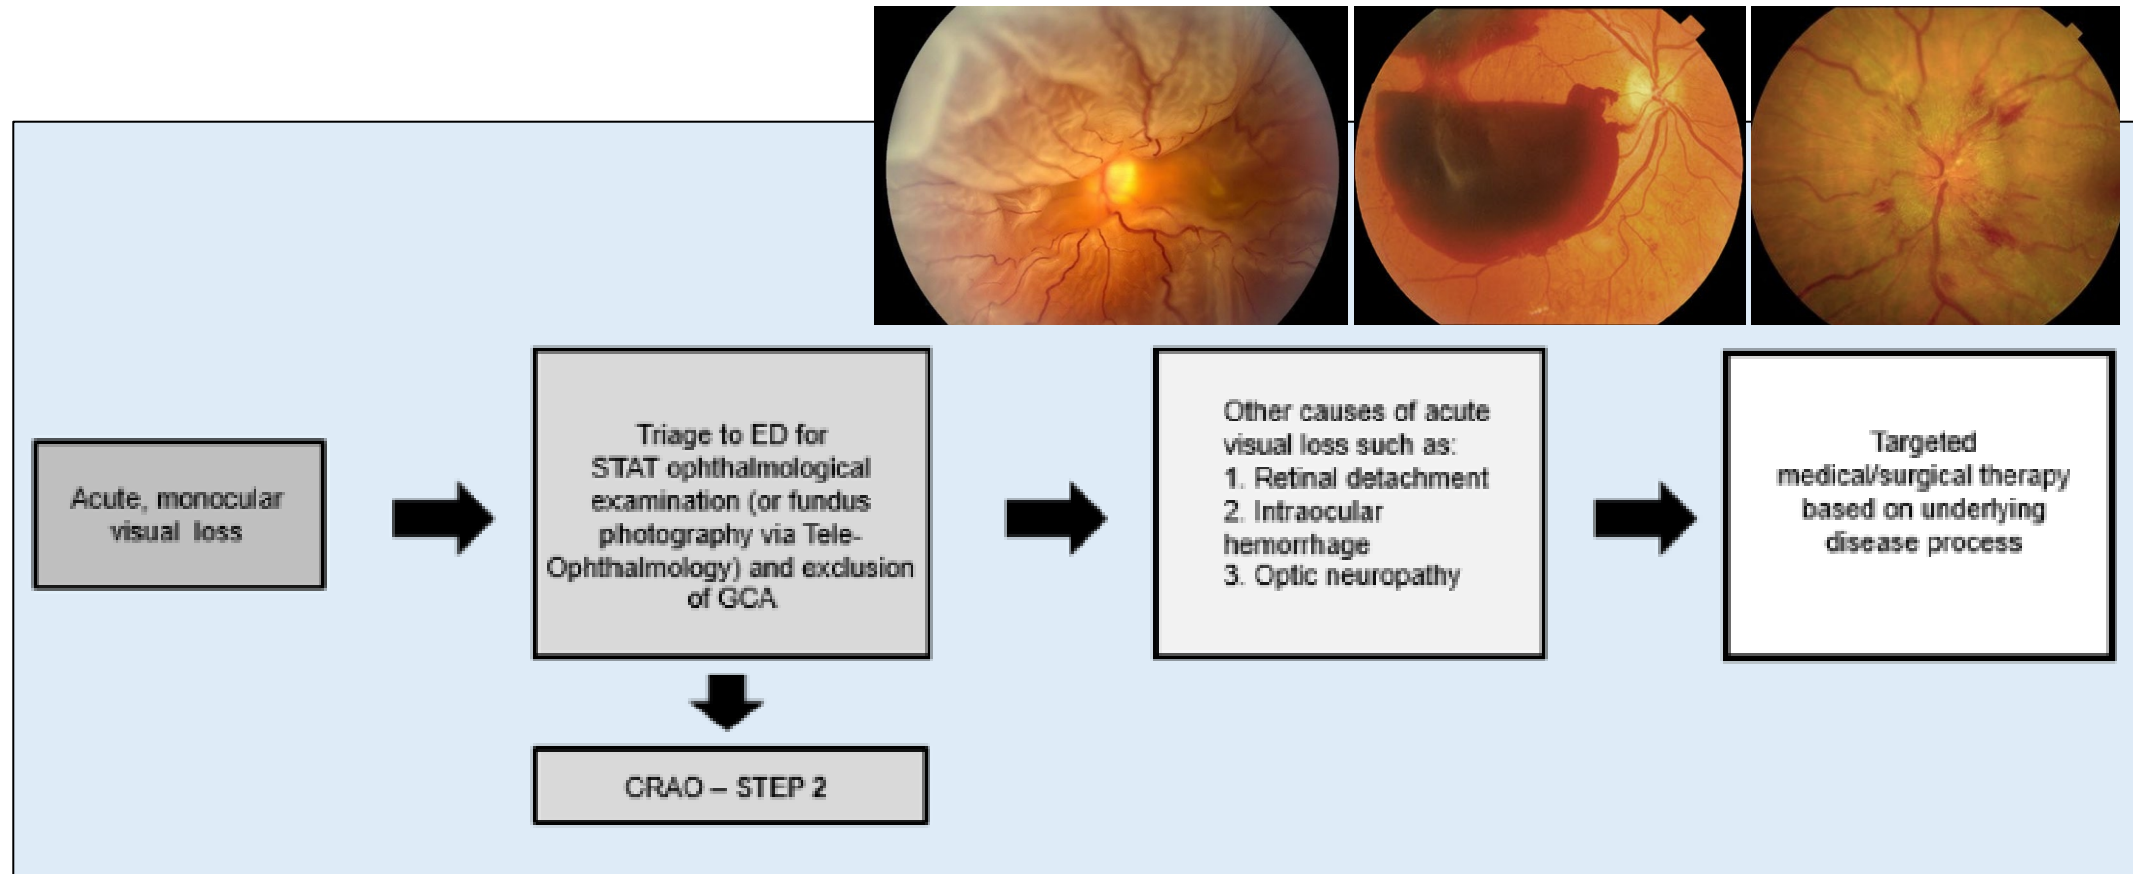 Acute, monocular
visual loss
Triage to ED for
STAT ophthalmological
examination (or fundus
photography via Tele-
Ophthalmology) and exclusion
of GCA
CRAO – STEP 2
Other causes of acute
visual loss such as:
1. Retinal detachment
2. Intraocular
hemorrhage
3. Optic neuropathy
Targeted
medical/surgical therapy
based on underlying
disease process